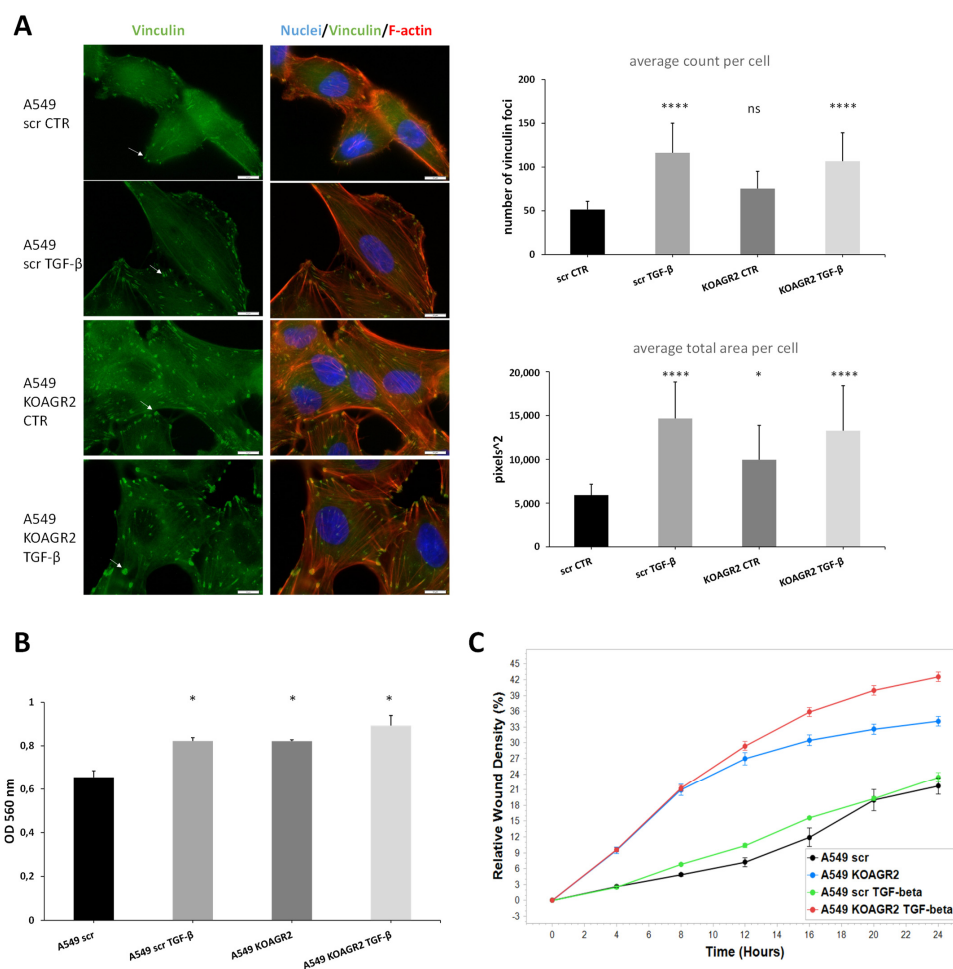 A
Vinculin
Nuclei/Vinculin/F-actin
A549
scr CTR
A549
scr TGF-β
A549
KOAGR2
CTR
A549
KOAGR2
TGF-β
average count per cell
number of vinculin foci
200
150
100
50
0
****
ns
****
scr CTR
scr TGF-β
KOAGR2 CTR
KOAGR2 TGF-β
average total area per cell
pixels^2
20,000
15,000
10,000
5,000
0
****
*
****
scr CTR
scr TGF-β
KOAGR2 CTR
KOAGR2 TGF-β
B
OD 560 nm
1
0,8
0,6
0,4
0,2
0
*
*
*
A549 scr
A549 scr TGF-β
A549 KOAGR2
A549 KOAGR2 TGF-β
C
Relative Wound Density (%)
45
42
39
36
33
30
27
24
21
18
15
12
9
6
3
0
-3
0
4
8
12
16
20
24
Time (Hours)
A549 scr
A549 KOAGR2
A549 scr TGF-beta
A549 KOAGR2 TGF-beta